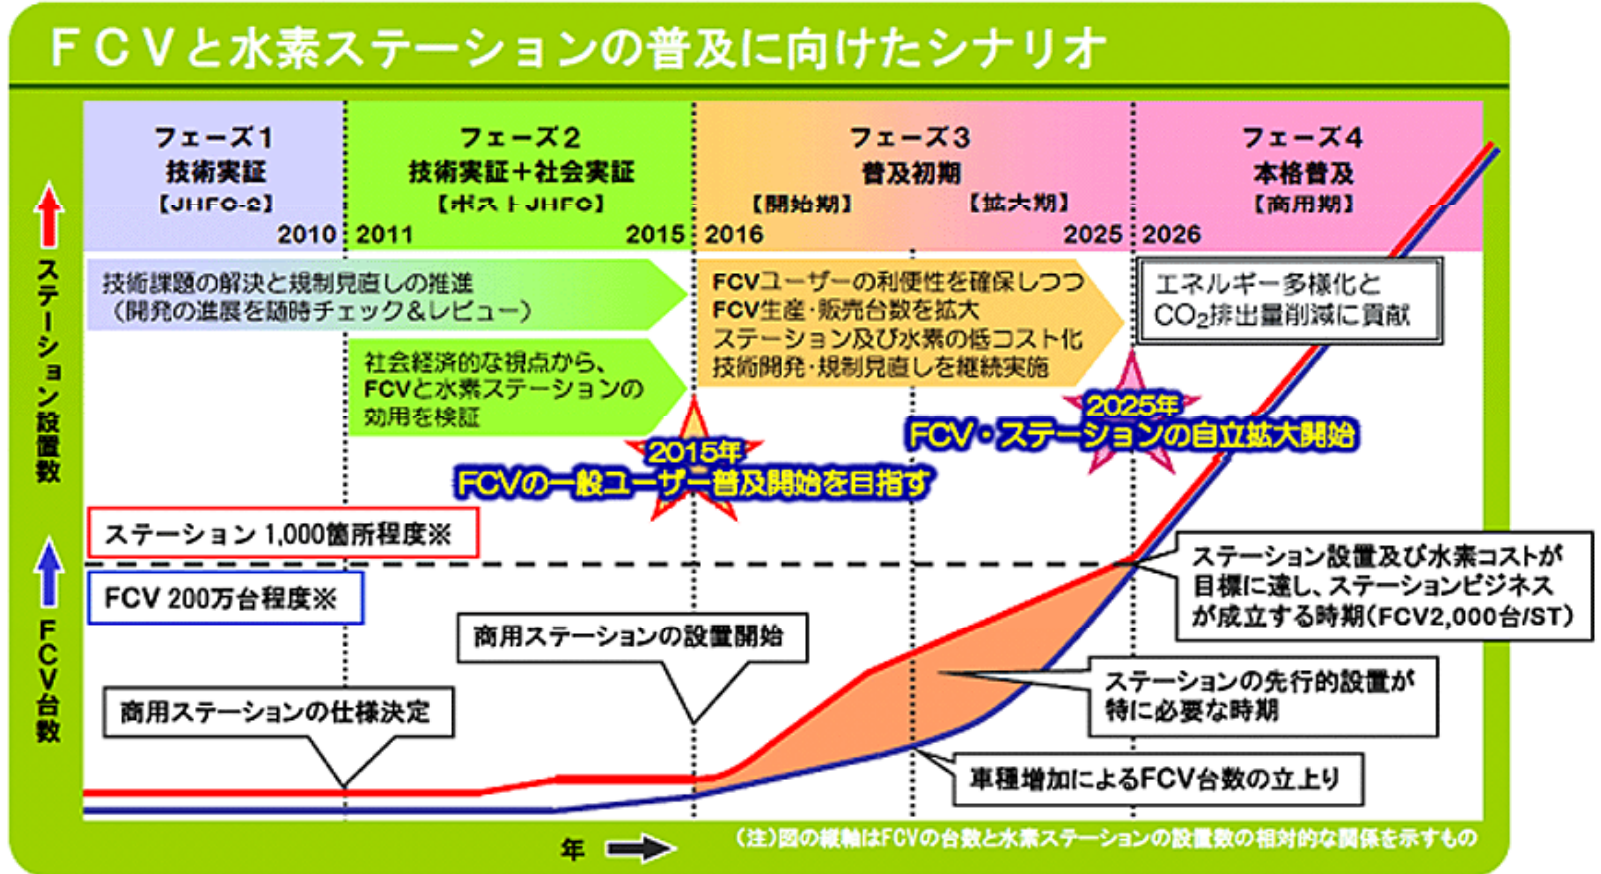 FCVと水素ステーションの普及に向けたシナリオ
フェーズ1
技術実証
【JHFC-2】
2010
フェーズ2
技術実証＋社会実証
【ポストJHFC】
2011
2015
フェーズ3
普及初期
【開始期】
【拡大期】
2016
2025
フェーズ4
本格普及
【商用期】
2026
ステーション設置数
FCV台数
技術課題の解決と規制見直しの推進
（開発の進展を随時チェック＆レビュー）
社会経済的な視点から、
FCVと水素ステーションの
効用を検証
FCVユーザーの利便性を確保しつつ
FCV生産・販売台数を拡大
ステーション及び水素の低コスト化
技術開発・規制見直しを継続実施
エネルギー多様化と
CO₂排出量削減に貢献
2015年
FCVの一般ユーザー普及開始を目指す
2025年
FCV・ステーションの自立拡大開始
ステーション 1,000箇所程度※
FCV 200万台程度※
商用ステーションの仕様決定
商用ステーションの設置開始
ステーション設置及び水素コストが
目標に達し、ステーションビジネス
が成立する時期(FCV2,000台/ST)
ステーションの先行的設置が
特に必要な時期
車種増加によるFCV台数の立上り
年
(注)図の縦軸はFCVの台数と水素ステーションの設置数の相対的な関係を示すもの